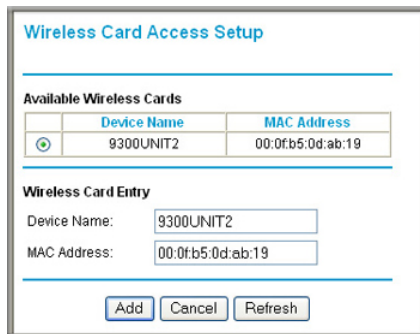 Wireless Card Access Setup
Available Wireless Cards
Device Name MAC Address
9300UNIT2 00:0f:b5:0d:ab:19
Wireless Card Entry
Device Name: 9300UNIT2
MAC Address: 00:0f:b5:0d:ab:19
Add Cancel Refresh